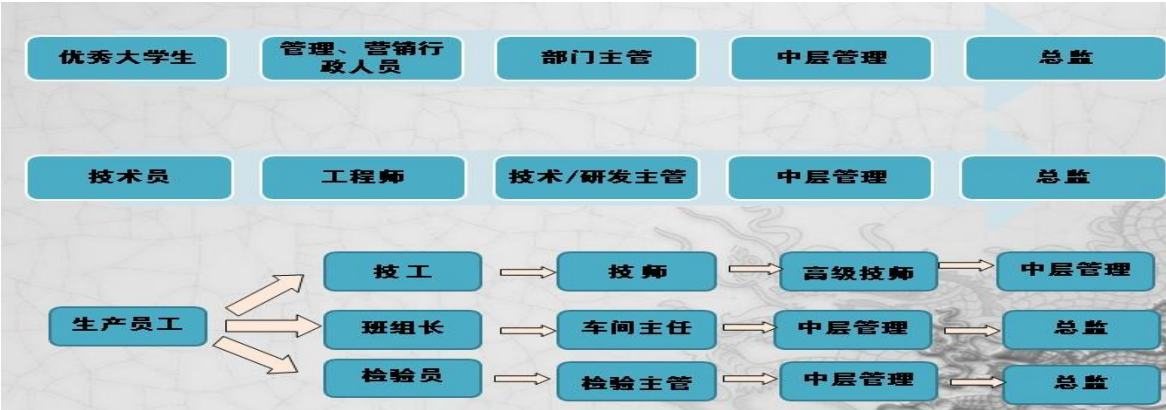 优秀大学生
管理、营销行
政人员
部门主管
中层管理
总监
技术员
工程师
技术/研发主管
中层管理
总监
生产员工
技工
技师
高级技师
中层管理
班组长
车间主任
中层管理
总监
检验员
检验主管
中层管理
总监